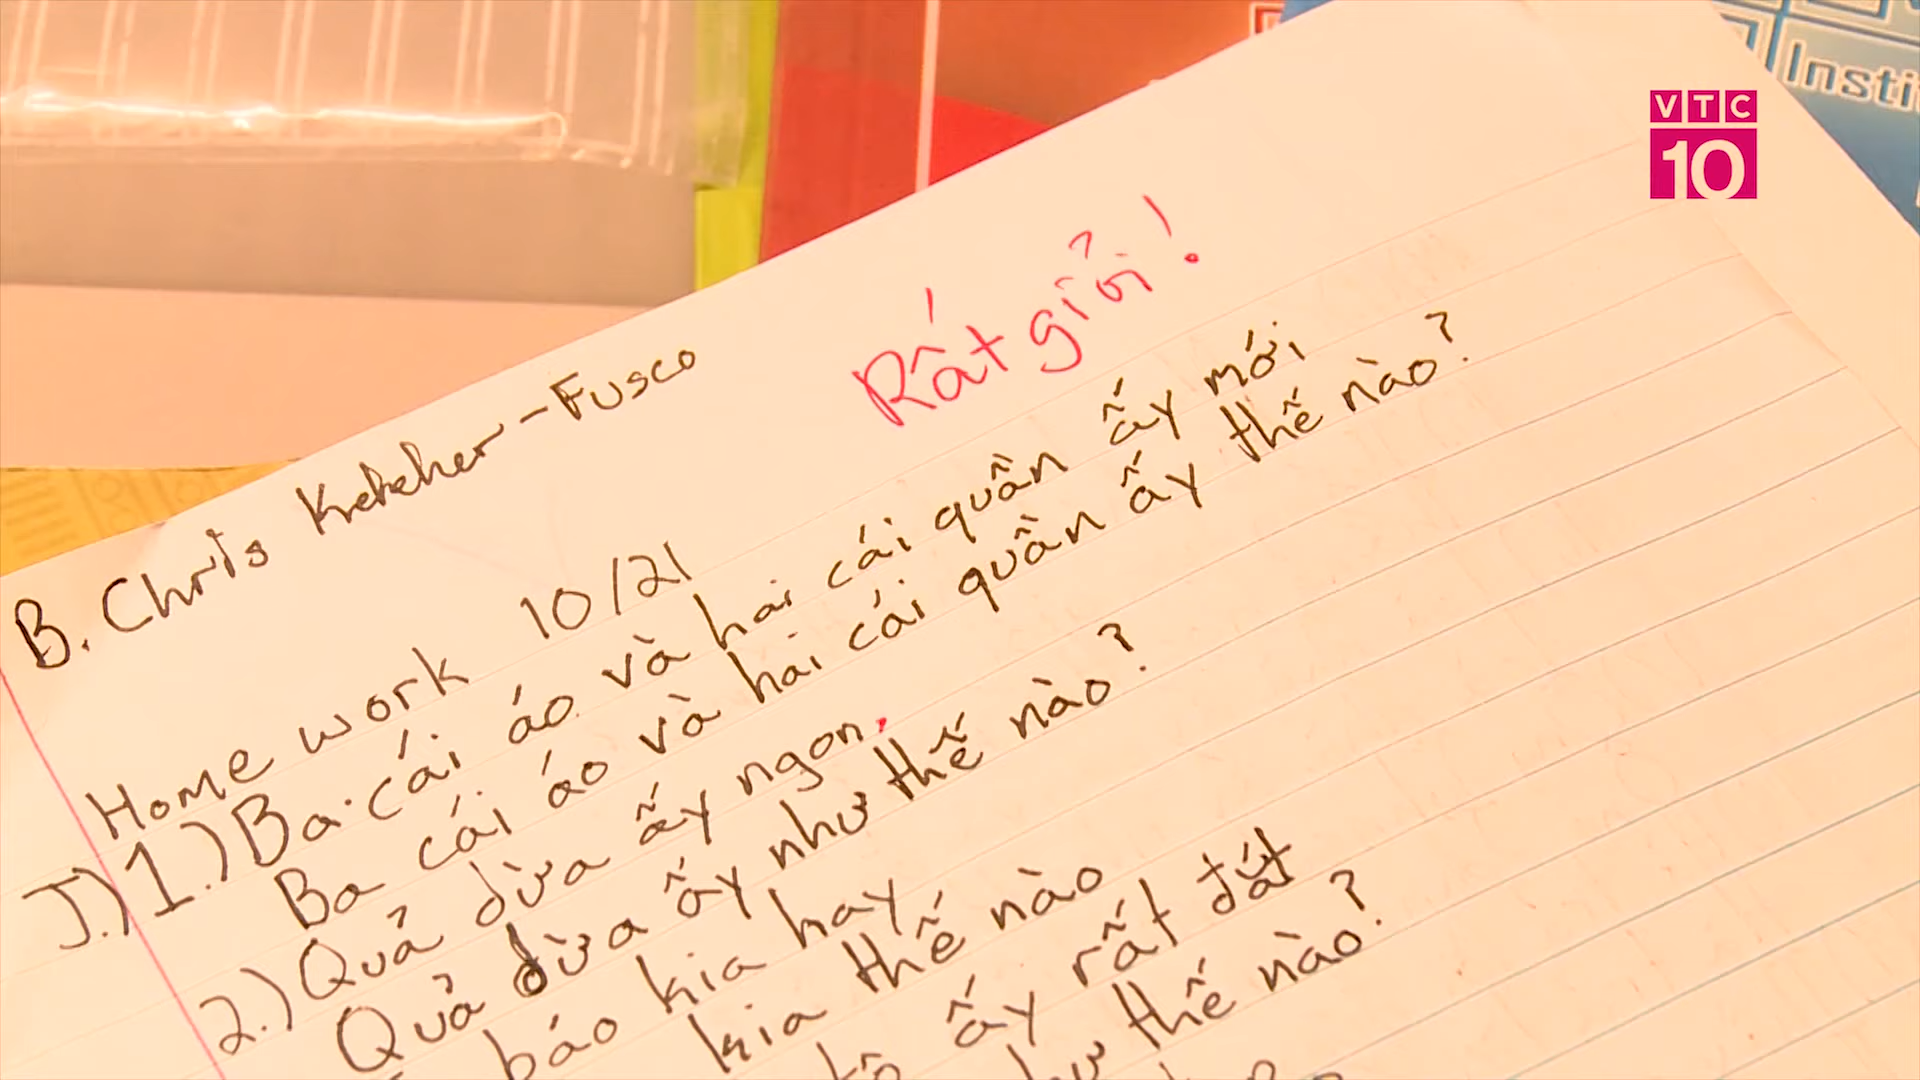 VTC
10
Insti
Rất giỏi!
B. Chris Kreher-Fusco
Home work 10/21
I.) 1.) Ba cái áo và hai cái quần ấy mới
Ba cái áo và hai cái quần ấy thế nào?
2.) Quả dừa ấy ngon.
Quả dừa ấy như thế nào?
báo kia hay
kia thế nào
ấy rất đắt
thế nào?